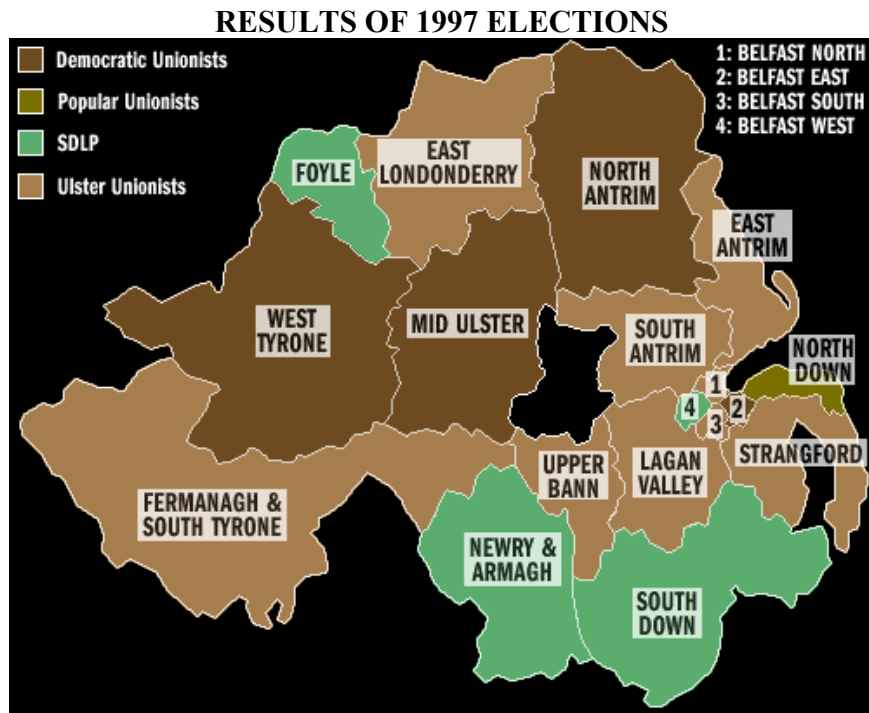 RESULTS OF 1997 ELECTIONS
Democratic Unionists
Popular Unionists
SDLP
Ulster Unionists
1: BELFAST NORTH
2: BELFAST EAST
3: BELFAST SOUTH
4: BELFAST WEST
FOYLE
EAST
LONDONDERRY
NORTH
ANTRIM
EAST
ANTRIM
WEST
TYRONE
MID ULSTER
SOUTH
ANTRIM
NORTH
DOWN
1
4
2
3
STRANGFORD
UPPER
BANN
LAGAN
VALLEY
FERMANAGH &
SOUTH TYRONE
NEWRY &
ARMAGH
SOUTH
DOWN